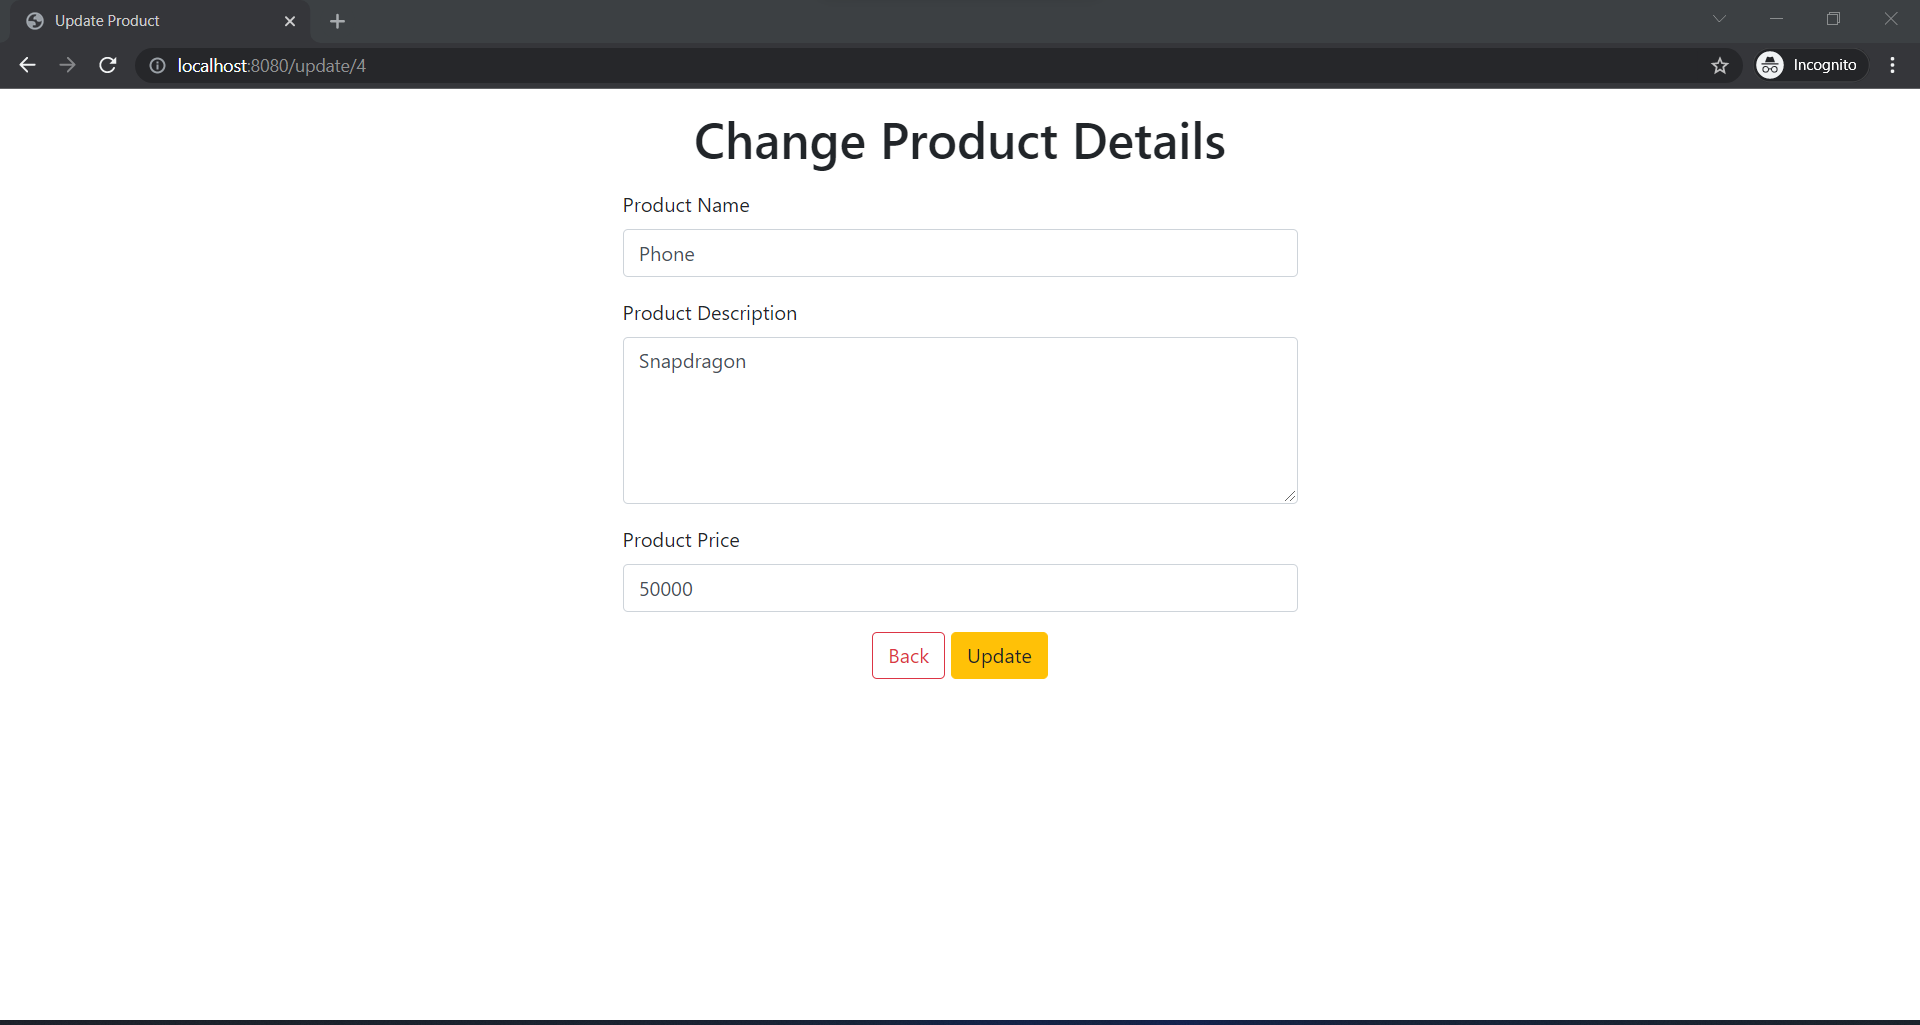 Update Product
localhost:8080/update/4
Incognito
Change Product Details
Product Name
Phone
Product Description
Snapdragon
Product Price
50000
Back Update